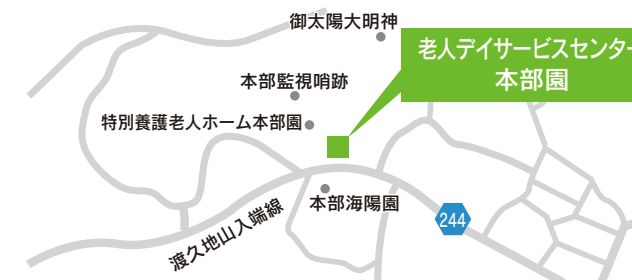 御太陽大明神
老人デイサービスセンター
本部園
本部監視哨跡
特別養護老人ホーム本部園
本部海陽園
渡久地山入端線
244